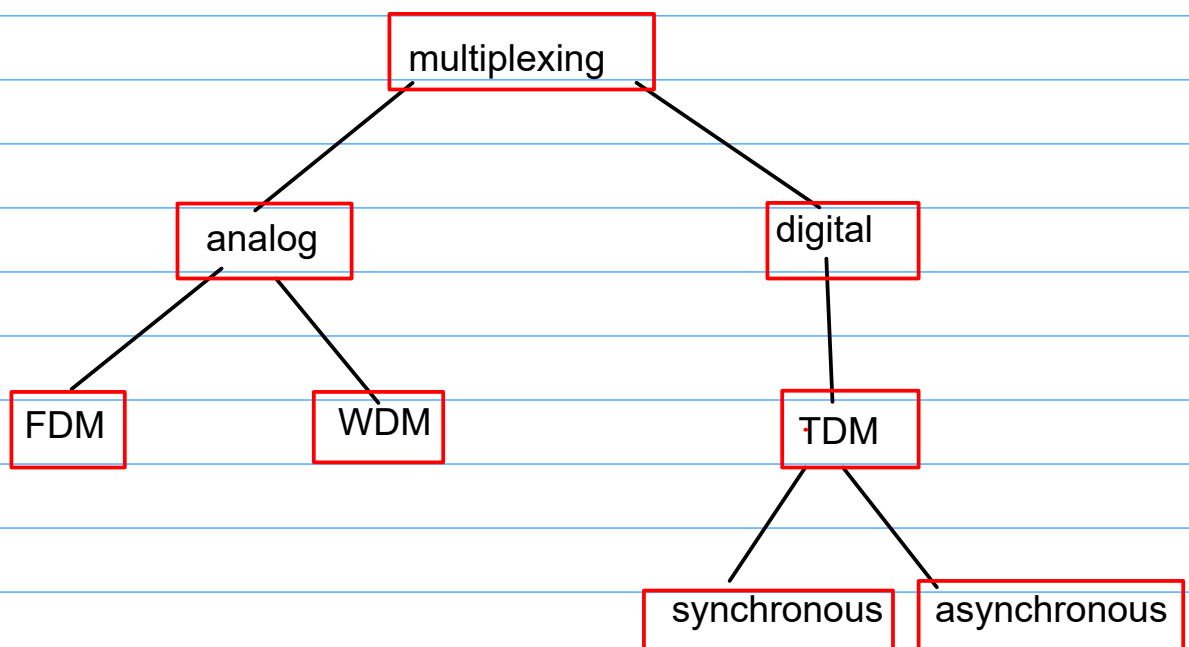 multiplexing
analog
digital
FDM
WDM
TDM
synchronous
asynchronous